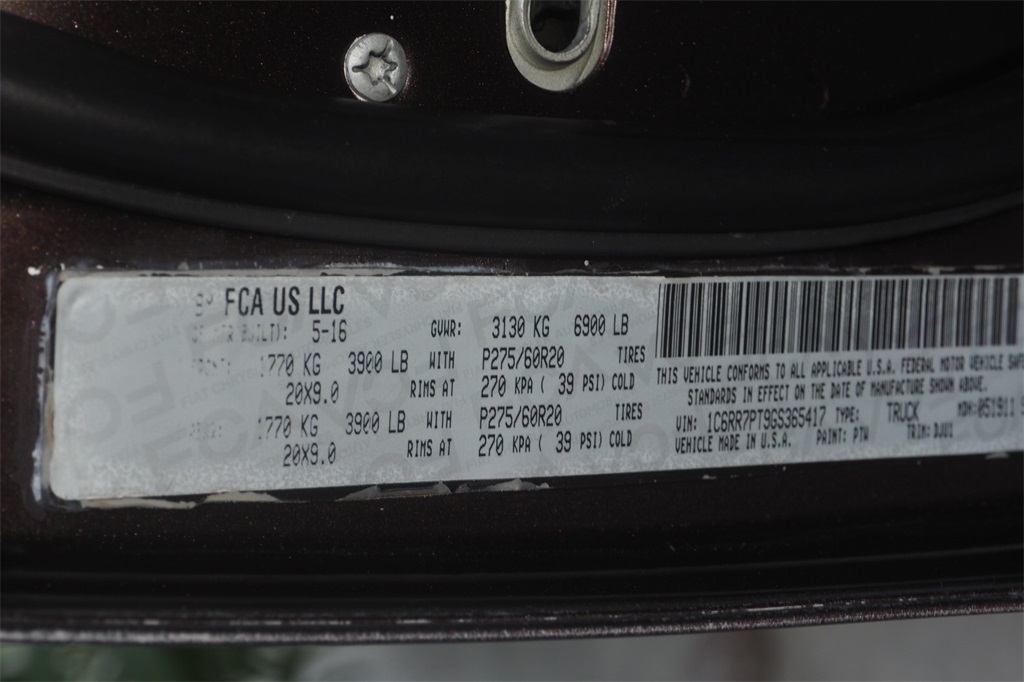 FCA US LLC
5-16 GVWR: 3130 KG 6900 LB
1770 KG 3900 LB WITH P275/60R20 TIRES
20X9.0 RIMS AT 270 KPA ( 39 PSI) COLD
1770 KG 3900 LB WITH P275/60R20 TIRES
20X9.0 RIMS AT 270 KPA ( 39 PSI) COLD
THIS VEHICLE CONFORMS TO ALL APPLICABLE U.S.A. FEDERAL MOTOR VEHICLE
STANDARDS IN EFFECT ON THE DATE OF MANUFACTURE SHOWN ABOVE.
VIN: 1C6RR7PT9GS365417 TYPE: TRUCK MDH: 051911
VEHICLE MADE IN U.S.A. PAINT: PTW TRIM: DJU1